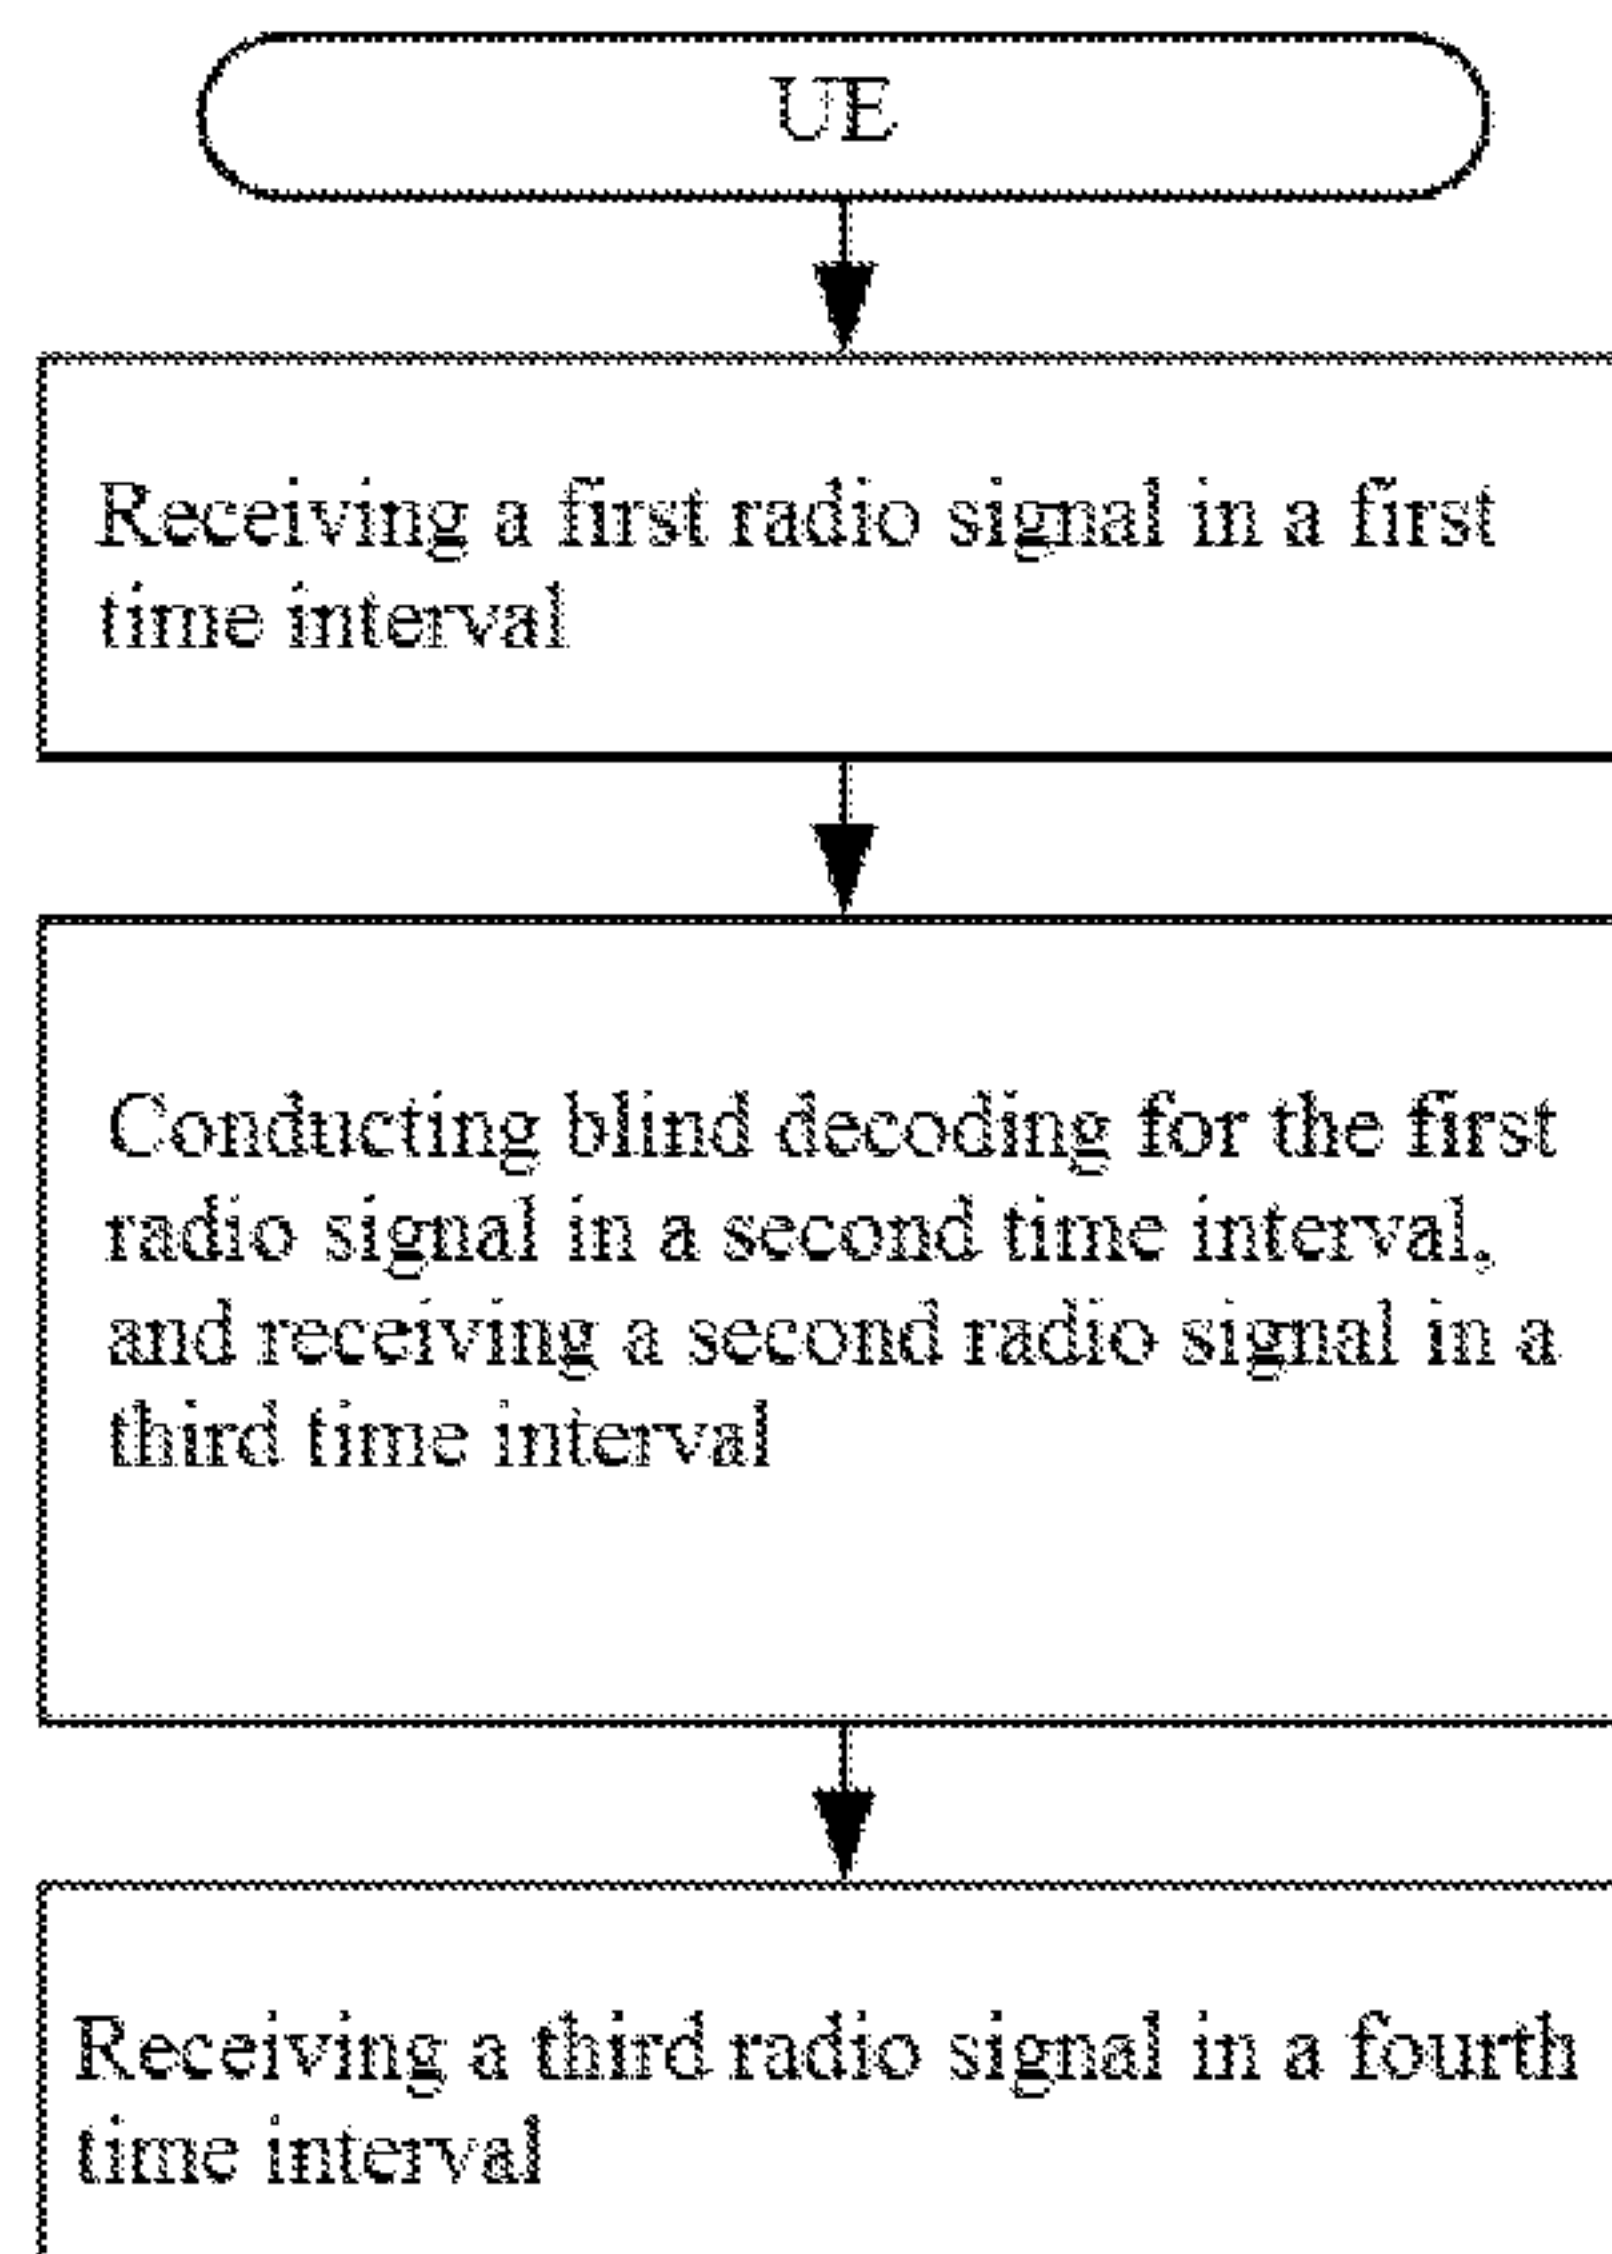 UE
Receiving a first radio signal in a first
time interval
Conducting blind decoding for the first
radio signal in a second time interval,
and receiving a second radio signal in a
third time interval
Receiving a third radio signal in a fourth
time interval